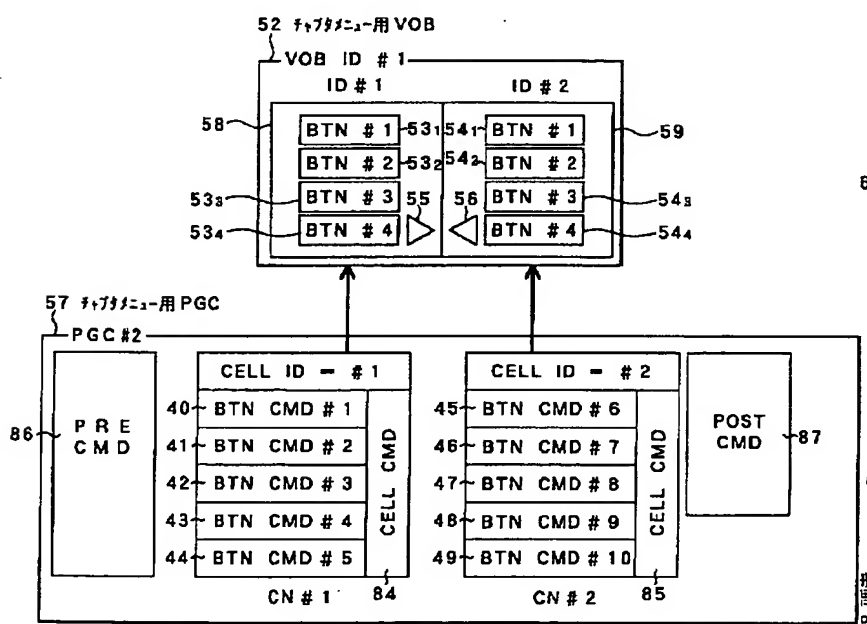 52 チャプタメニュー用 VOB
VOB ID # 1
ID # 1 ID # 2
58 BTN # 1 53₁ 54₁ BTN # 1 59
BTN # 2 53₂ 54₂ BTN # 2
53₃ BTN # 3 55 56 BTN # 3 54₃
53₄ BTN # 4 BTN # 4 54₄
57 チャプタメニュー用 PGC
PGC #2
CELL ID - # 1 CELL ID - # 2
40 BTN CMD # 1 45 BTN CMD # 6
86 PRE CMD 41 BTN CMD # 2 CELL CMD 46 BTN CMD # 7 CELL CMD POST CMD 87
42 BTN CMD # 3 47 BTN CMD # 8
43 BTN CMD # 4 48 BTN CMD # 9
44 BTN CMD # 5 49 BTN CMD # 10
CN # 1 84 CN # 2 85